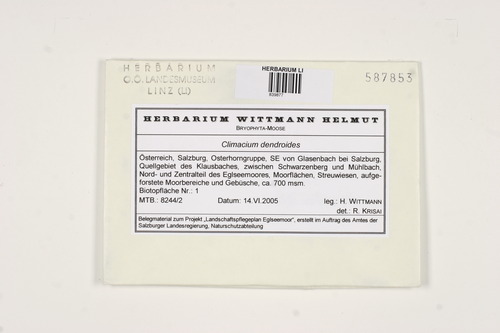 HERBARIUM
O.Ö. LANDESMUSEUM
LINZ (LI)
HERBARIUM LI
587853
HERBARIUM WITTMANN HELMUT
BRYOPHYTA-MOOSE
Climacium dendroides
Österreich, Salzburg, Osterhorngruppe, SE von Glasenbach bei Salzburg,
Quellgebiet des Klausbaches, zwischen Schwarzenberg und Mühlbach,
Nord- und Zentralteil des Eglseemoores, Moorflächen, Streuwiesen, aufge-
forstete Moorbereiche und Gebüsche, ca. 700 msm.
Biotopfläche Nr.: 1
MTB.: 8244/2 Datum: 14.VI.2005 leg.: H. WITTMANN
det.: R. KRISAI
Belegmaterial zum Projekt „Landschaftspflegeplan Eglseemoor", erstellt im Auftrag des Amtes der
Salzburger Landesregierung, Naturschutzabteilung